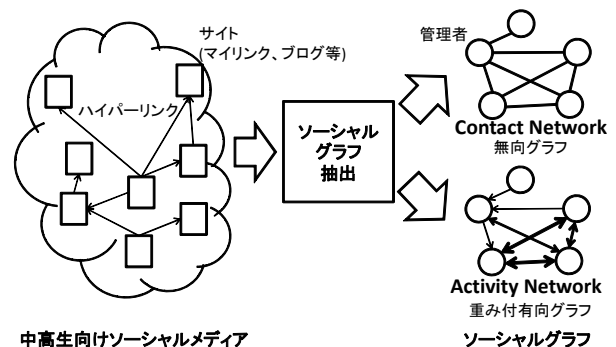 サイト
(マイリンク、ブログ等)
ハイパーリンク
ソーシャル
グラフ
抽出
管理者
Contact Network
無向グラフ
Activity Network
重み付有向グラフ
中高生向けソーシャルメディア
ソーシャルグラフ